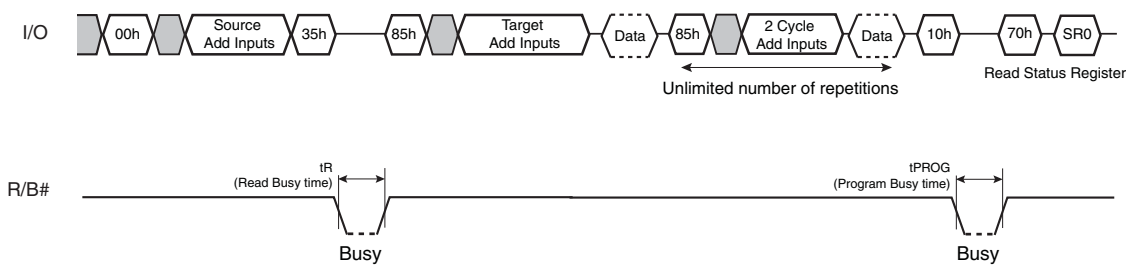 I/O
00h
Source
Add Inputs
35h
85h
Target
Add Inputs
Data
85h
2 Cycle
Add Inputs
Data
10h
70h
SR0
Unlimited number of repetitions
Read Status Register
R/B#
tR
(Read Busy time)
Busy
tPROG
(Program Busy time)
Busy